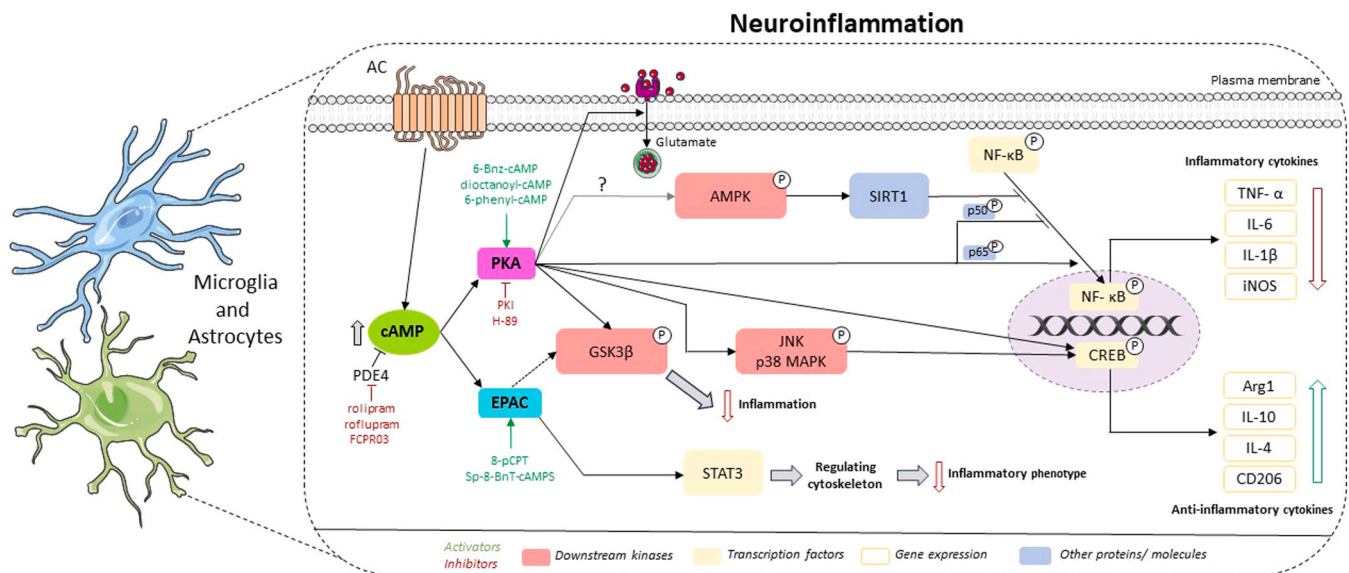 Neuroinflammation
AC
Plasma membrane
Glutamate
NF-κB
P
Inflammatory cytokines
6-Bnz-cAMP
dioctanoyl-cAMP
6-phenyl-cAMP
?
AMPK
P
SIRT1
p50
P
p65
P
TNF- α
IL-6
IL-1β
iNOS
Microglia
and
Astrocytes
PKA
PKI
H-89
NF- κB
P
cAMP
PDE4
rolipram
roflupram
FCPR03
GSK3β
P
JNK
p38 MAPK
P
CREB
P
Inflammation
EPAC
8-pCPT
Sp-8-BnT-cAMPS
STAT3
Regulating
cytoskeleton
Inflammatory phenotype
Arg1
IL-10
IL-4
CD206
Anti-inflammatory cytokines
Activators
Inhibitors
Downstream kinases
Transcription factors
Gene expression
Other proteins/ molecules